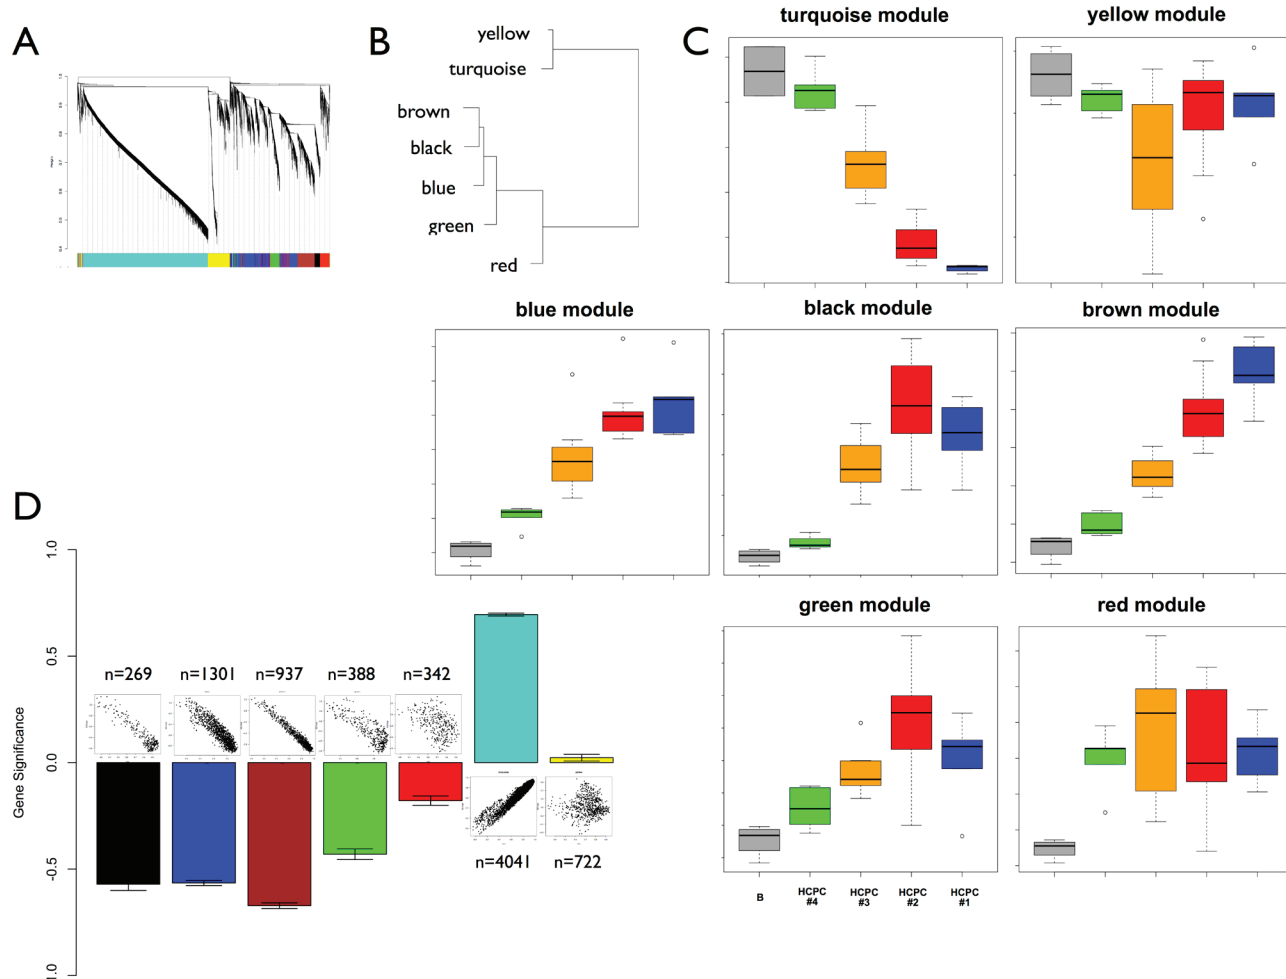 A
B
C
D
yellow
turquoise
brown
black
blue
green
red
turquoise module
yellow module
blue module
black module
brown module
green module
red module
B
HCPC #4
HCPC #3
HCPC #2
HCPC #1
Gene Significance
1.0
0.5
0.0
-0.5
1.0
n=269
n=1301
n=937
n=388
n=342
n=4041
n=722